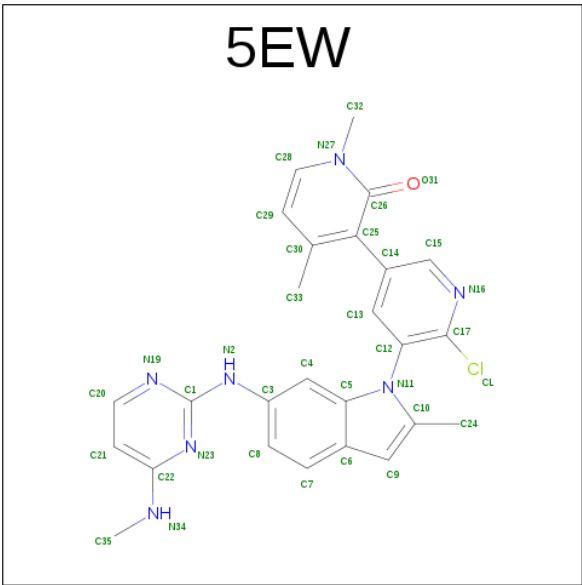 5EW
C32
N27
C28
N
O
O31
C26
C29
C25
C30
C14
C15
C33
N
N16
C13
C17
N2
C4
C12
Cl
CL
N19
H
N
N11
C20
N
C1
N
C3
C5
N
C10
C24
C21
N
N23
C8
C6
C9
C22
C7
NH
N34
C35